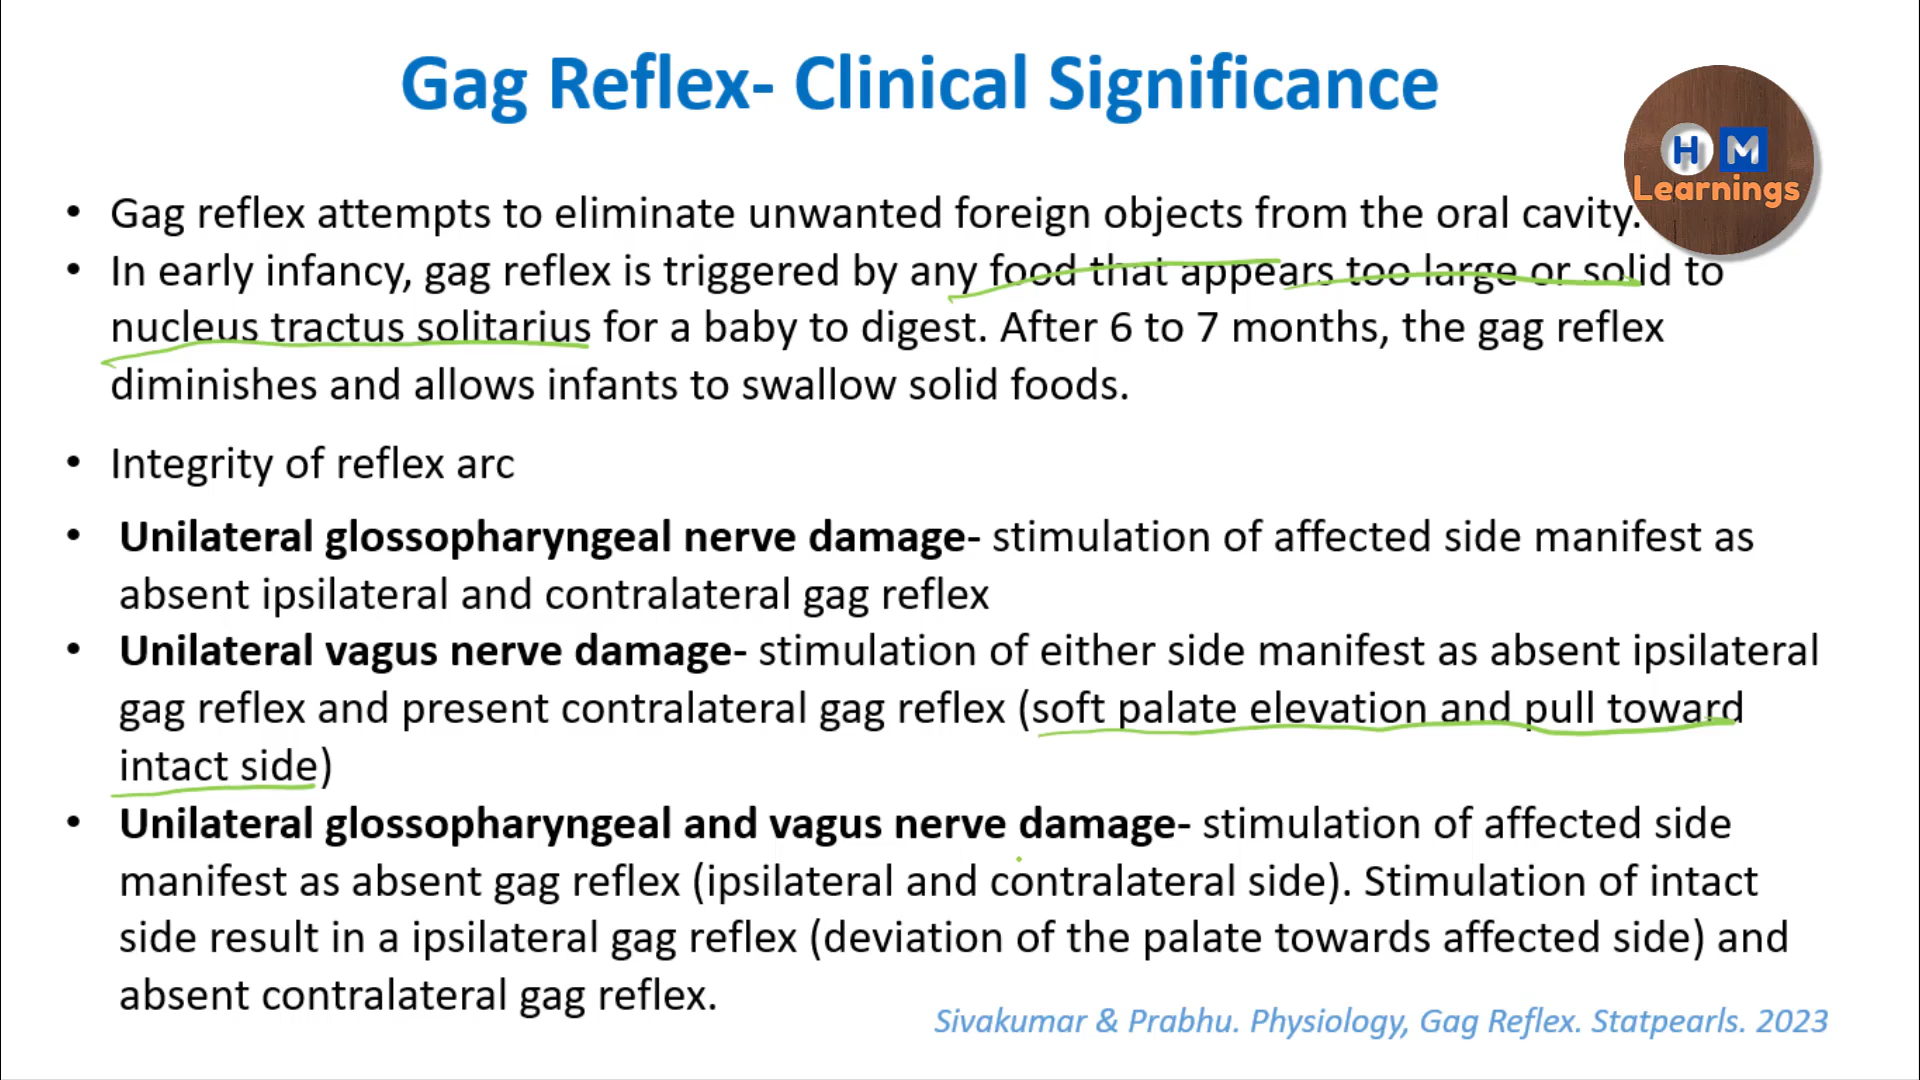 Gag Reflex- Clinical Significance
H M
Learnings
• Gag reflex attempts to eliminate unwanted foreign objects from the oral cavity.
• In early infancy, gag reflex is triggered by any food that appears too large or solid to
nucleus tractus solitarius for a baby to digest. After 6 to 7 months, the gag reflex
diminishes and allows infants to swallow solid foods.
• Integrity of reflex arc
• Unilateral glossopharyngeal nerve damage- stimulation of affected side manifest as
absent ipsilateral and contralateral gag reflex
• Unilateral vagus nerve damage- stimulation of either side manifest as absent ipsilateral
gag reflex and present contralateral gag reflex (soft palate elevation and pull toward
intact side)
• Unilateral glossopharyngeal and vagus nerve damage- stimulation of affected side
manifest as absent gag reflex (ipsilateral and contralateral side). Stimulation of intact
side result in a ipsilateral gag reflex (deviation of the palate towards affected side) and
absent contralateral gag reflex.
Sivakumar & Prabhu. Physiology, Gag Reflex. Statpearls. 2023